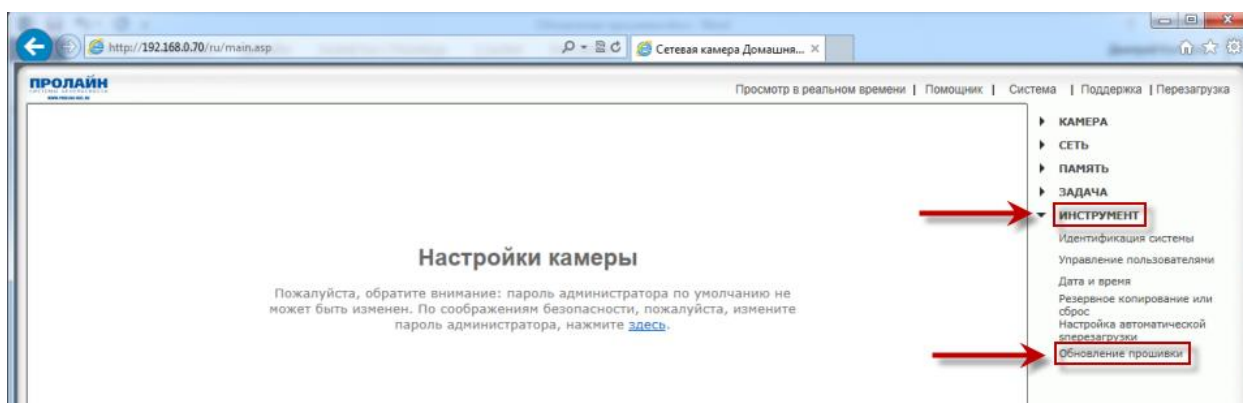 http://192.168.0.70/ru/main.asp
Сетевая камера Домашня...
ПРОЛАЙН
Просмотр в реальном времени | Помощник | Система | Поддержка | Перезагрузка
КАМЕРА
СЕТЬ
ПАМЯТЬ
ЗАДАЧА
ИНСТРУМЕНТ
Идентификация системы
Управление пользователями
Дата и время
Резервное копирование или
сброс
Настройка автоматической
sперезагрузки
Обновление прошивки
Настройки камеры
Пожалуйста, обратите внимание: пароль администратора по умолчанию не
может быть изменен. По соображениям безопасности, пожалуйста, измените
пароль администратора, нажмите здесь.